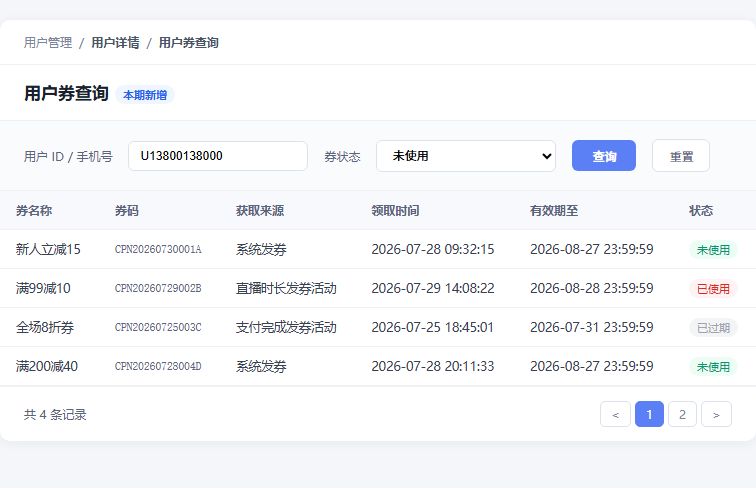 用户管理 / 用户详情 / 用户券查询
用户券查询 本期新增
用户 ID / 手机号 U13800138000 券状态 未使用 查询 重置
券名称 券码 获取来源 领取时间 有效期至 状态
新人立减15 CPN20260730001A 系统发券 2026-07-28 09:32:15 2026-08-27 23:59:59 未使用
满99减10 CPN20260729002B 直播时长发券活动 2026-07-29 14:08:22 2026-08-28 23:59:59 已使用
全场8折券 CPN20260725003C 支付完成发券活动 2026-07-25 18:45:01 2026-07-31 23:59:59 已过期
满200减40 CPN20260728004D 系统发券 2026-07-28 20:11:33 2026-08-27 23:59:59 未使用
共 4 条记录 < 1 2 >